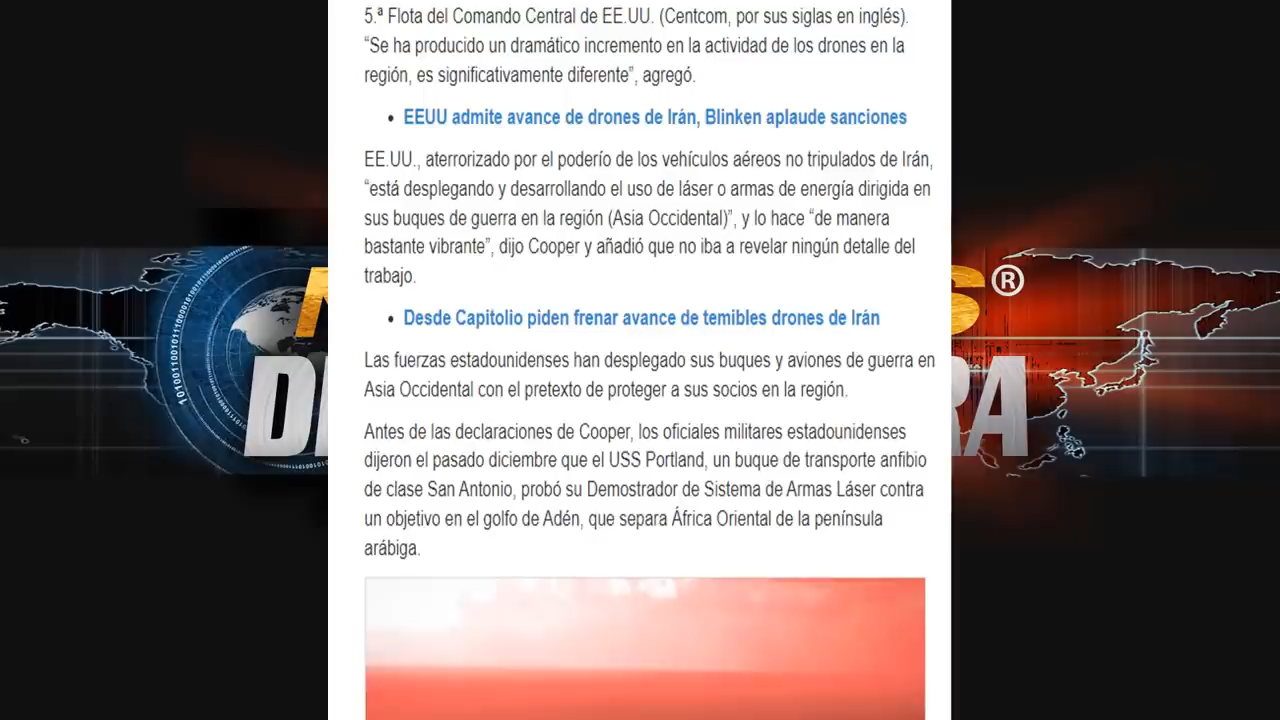 5.ª Flota del Comando Central de EE.UU. (Centcom, por sus siglas en inglés).
“Se ha producido un dramático incremento en la actividad de los drones en la
región, es significativamente diferente”, agregó.
• EEUU admite avance de drones de Irán, Blinken aplaude sanciones
EE.UU., aterrorizado por el poderío de los vehículos aéreos no tripulados de Irán,
“está desplegando y desarrollando el uso de láser o armas de energía dirigida en
sus buques de guerra en la región (Asia Occidental)”, y lo hace “de manera
bastante vibrante”, dijo Cooper y añadió que no iba a revelar ningún detalle del
trabajo.
• Desde Capitolio piden frenar avance de temibles drones de Irán
Las fuerzas estadounidenses han desplegado sus buques y aviones de guerra en
Asia Occidental con el pretexto de proteger a sus socios en la región.
Antes de las declaraciones de Cooper, los oficiales militares estadounidenses
dijeron el pasado diciembre que el USS Portland, un buque de transporte anfibio
de clase San Antonio, probó su Demostrador de Sistema de Armas Láser contra
un objetivo en el golfo de Adén, que separa África Oriental de la península
arábiga.